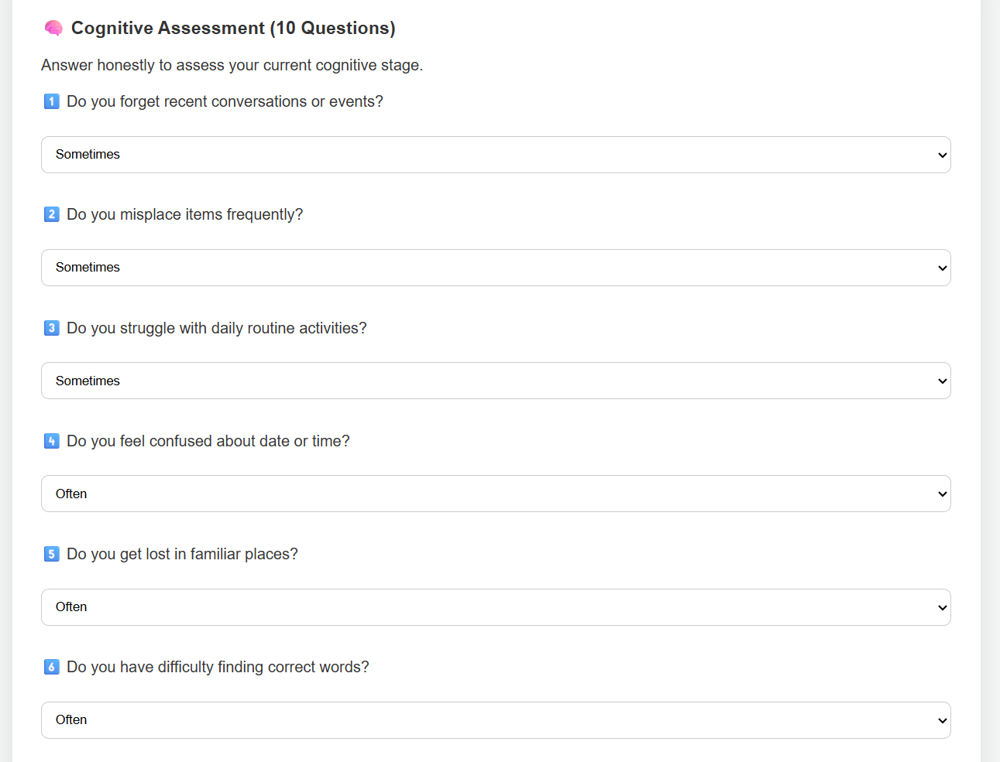 🧠 Cognitive Assessment (10 Questions)
Answer honestly to assess your current cognitive stage.
1️⃣ Do you forget recent conversations or events?
Sometimes
2️⃣ Do you misplace items frequently?
Sometimes
3️⃣ Do you struggle with daily routine activities?
Sometimes
4️⃣ Do you feel confused about date or time?
Often
5️⃣ Do you get lost in familiar places?
Often
6️⃣ Do you have difficulty finding correct words?
Often